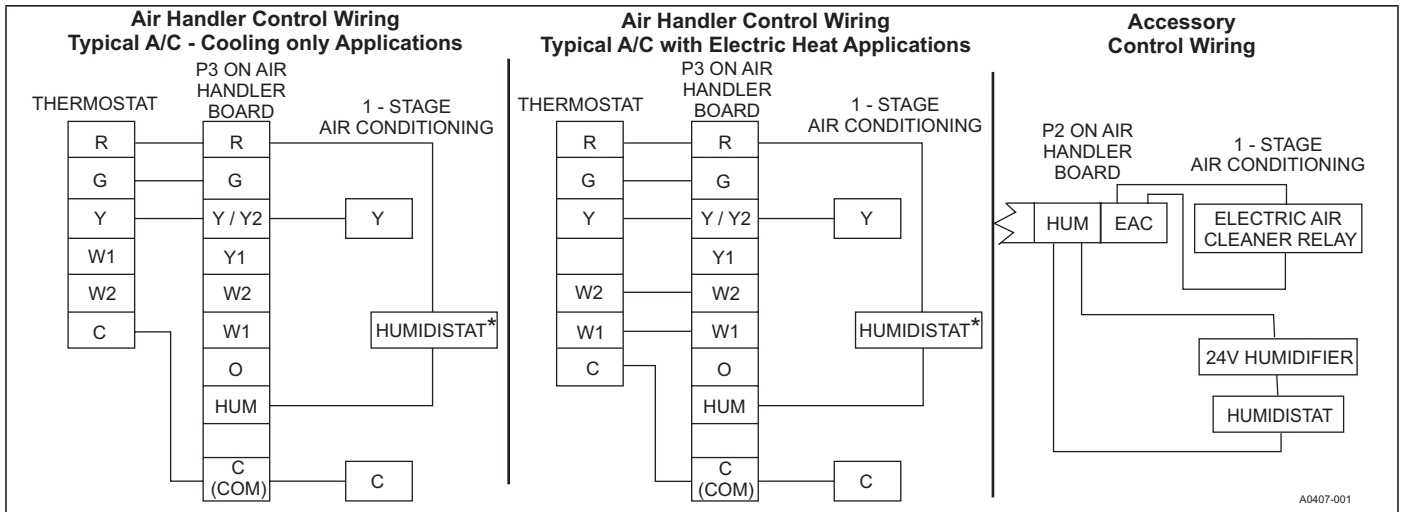 Air Handler Control Wiring
Typical A/C - Cooling only Applications
THERMOSTAT
P3 ON AIR
HANDLER
BOARD
1 - STAGE
AIR CONDITIONING
R
G
Y
W1
W2
C
R
G
Y / Y2
Y1
W2
W1
O
HUM
C
(COM)
Y
HUMIDISTAT*
C
Air Handler Control Wiring
Typical A/C with Electric Heat Applications
THERMOSTAT
P3 ON AIR
HANDLER
BOARD
1 - STAGE
AIR CONDITIONING
R
G
Y
W2
W1
C
R
G
Y / Y2
Y1
W2
W1
O
HUM
C
(COM)
Y
HUMIDISTAT*
C
Accessory
Control Wiring
P2 ON AIR
HANDLER
BOARD
1 - STAGE
AIR CONDITIONING
HUM
EAC
ELECTRIC AIR
CLEANER RELAY
24V HUMIDIFIER
HUMIDISTAT
A0407-001